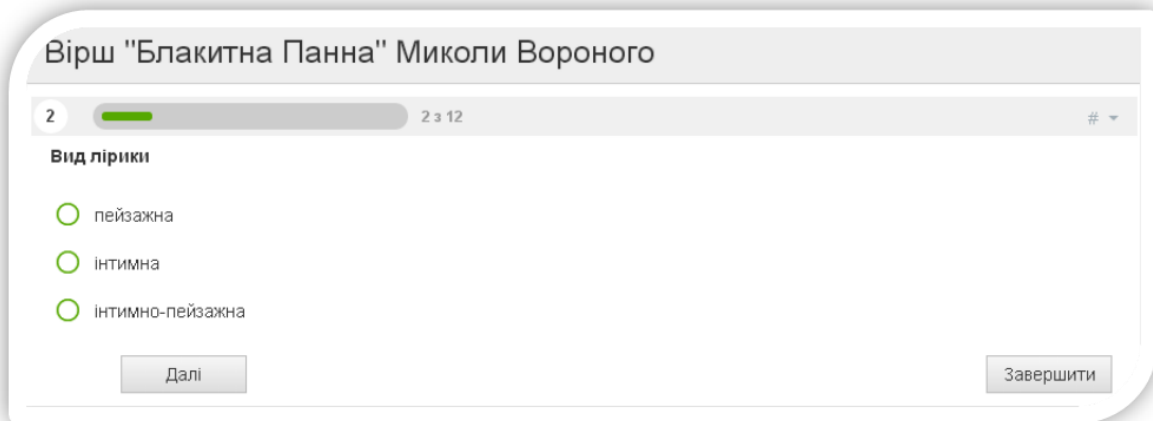 Вірш "Блакитна Панна" Миколи Вороного
2 2 з 12 #
Вид лірики
пейзажна
інтимна
інтимно-пейзажна
Далі Завершити